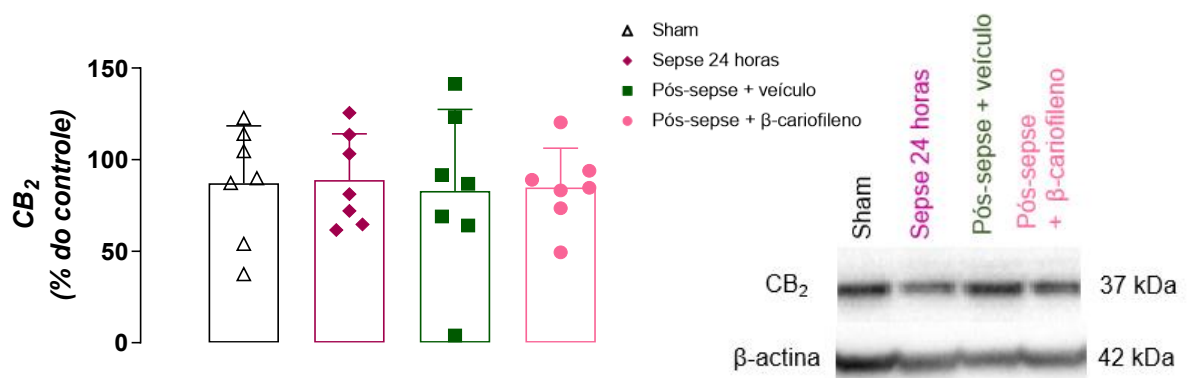 CB₂
(% do controle)
150
100
50
0
Sham
Sepse 24 horas
Pós-sepse + veículo
Pós-sepse + β-cariofileno
Sham
Sepse 24 horas
Pós-sepse + veículo
Pós-sepse
+ β-cariofileno
CB₂ 37 kDa
β-actina 42 kDa